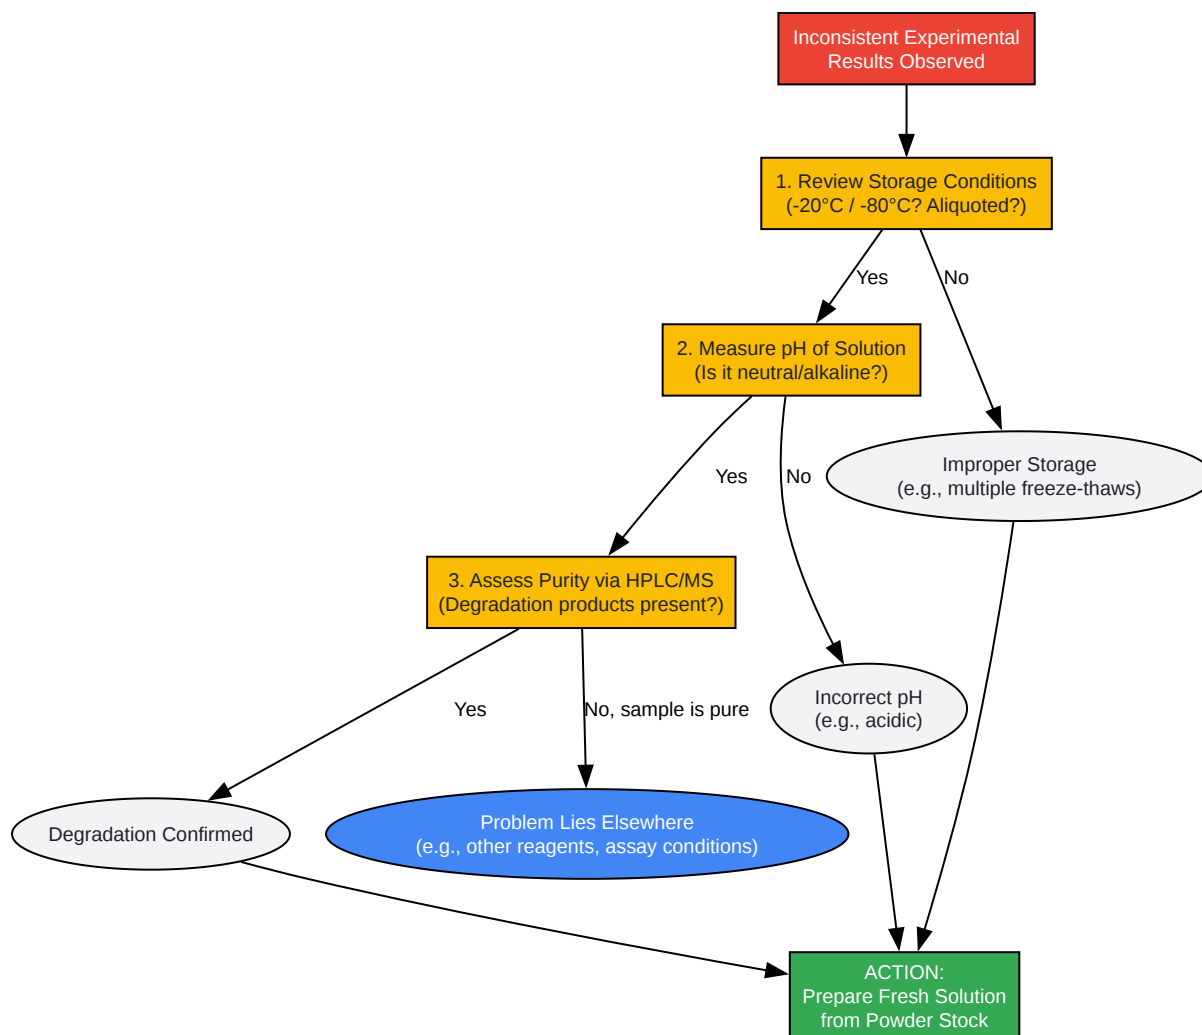 Inconsistent Experimental
Results Observed
1. Review Storage Conditions
(-20°C / -80°C? Aliquoted?)
Yes
No
2. Measure pH of Solution
(Is it neutral/alkaline?)
Improper Storage
(e.g., multiple freeze-thaws)
Yes
No
3. Assess Purity via HPLC/MS
(Degradation products present?)
Incorrect pH
(e.g., acidic)
Yes
No, sample is pure
Degradation Confirmed
Problem Lies Elsewhere
(e.g., other reagents, assay conditions)
ACTION:
Prepare Fresh Solution
from Powder Stock